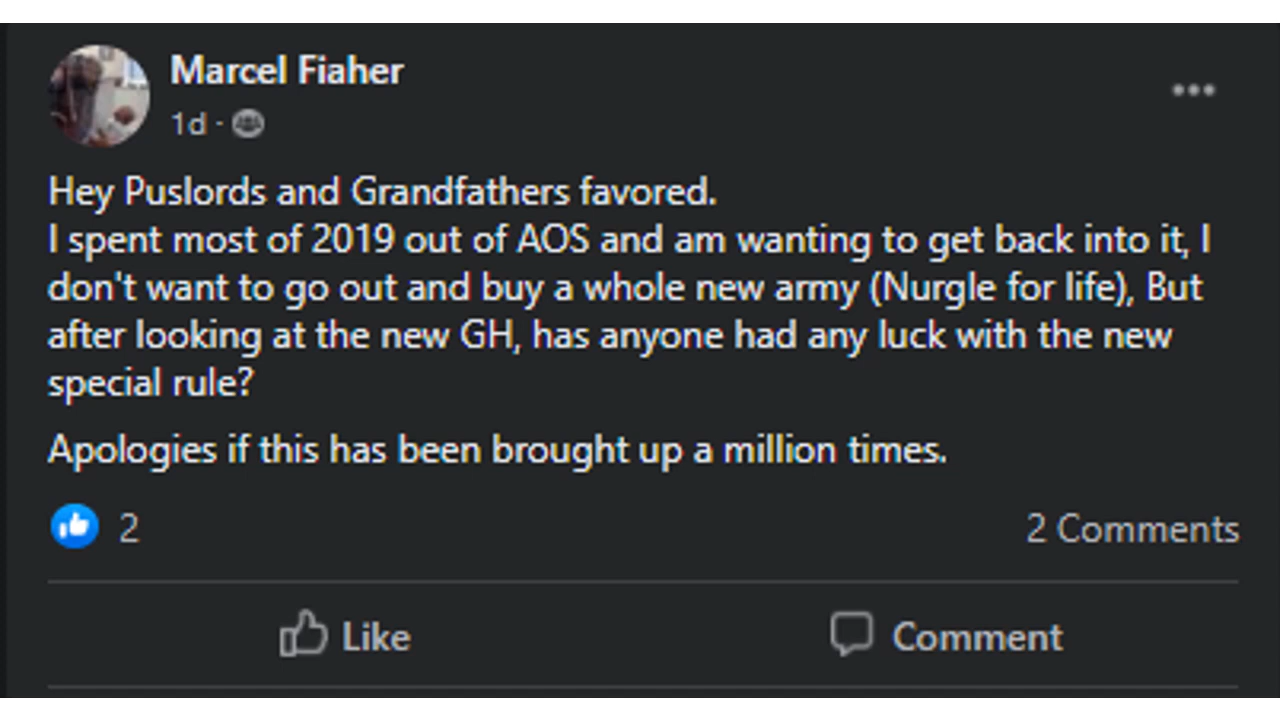 Marcel Fiaher
1d ·
Hey Puslords and Grandfathers favored.
I spent most of 2019 out of AOS and am wanting to get back into it, I
don't want to go out and buy a whole new army (Nurgle for life), But
after looking at the new GH, has anyone had any luck with the new
special rule?
Apologies if this has been brought up a million times.
2
2 Comments
Like
Comment